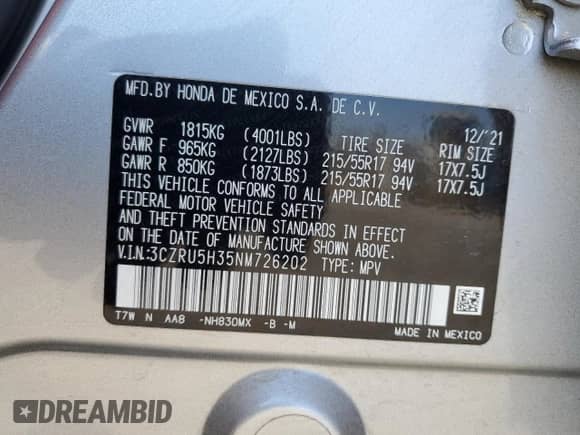 MFD.BY HONDA DE MEXICO S.A. DE C.V.
12/'21
GVWR 1815KG (4001LBS) TIRE SIZE RIM SIZE
GAWR F 965KG (2127LBS) 215/55R17 94V 17X7.5J
GAWR R 850KG (1873LBS) 215/55R17 94V 17X7.5J
THIS VEHICLE CONFORMS TO ALL APPLICABLE
FEDERAL MOTOR VEHICLE SAFETY
AND THEFT PREVENTION STANDARDS IN EFFECT
ON THE DATE OF MANUFACTURE SHOWN ABOVE.
V.I.N:3CZRU5H35NM726202 TYPE: MPV
T7W N AA8 -NH830MX -B -M
MADE IN MEXICO
DREAMBID